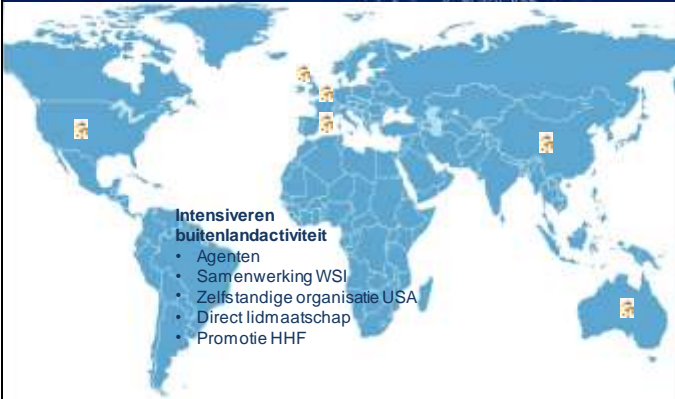 Intensiveren
buitenlandactiviteit
• Agenten
• Samenwerking WSI
• Zelfstandige organisatie USA
• Direct lidmaatschap
• Promotie HHF